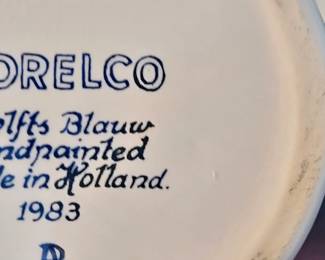 ORELCO
lfts Blauw
ndpainted
e in Holland.
1983